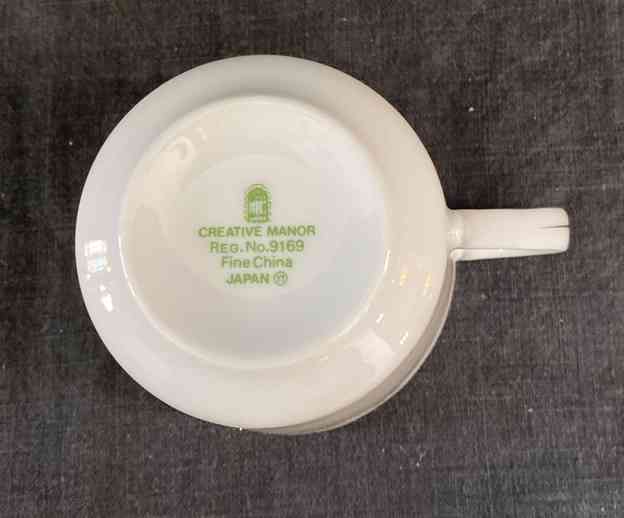 CREATIVE MANOR
REG. No.9169
Fine China
JAPAN